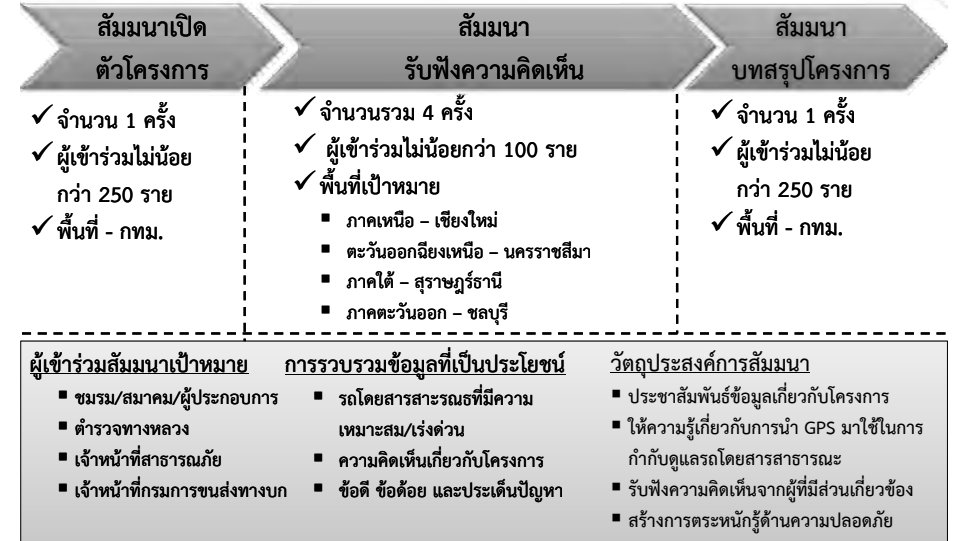 สัมมนาเปิด
ตัวโครงการ
สัมมนา
รับฟังความคิดเห็น
สัมมนา
บทสรุปโครงการ
✓ จำนวน 1 ครั้ง
✓ ผู้เข้าร่วมไม่น้อย
กว่า 250 ราย
✓ พื้นที่ - กทม.
✓ จำนวนรวม 4 ครั้ง
✓ ผู้เข้าร่วมไม่น้อยกว่า 100 ราย
✓ พื้นที่เป้าหมาย
▪ ภาคเหนือ – เชียงใหม่
▪ ตะวันออกฉียงเหนือ – นครราชสีมา
▪ ภาคใต้ – สุราษฎร์ธานี
▪ ภาคตะวันออก – ชลบุรี
✓ จำนวน 1 ครั้ง
✓ ผู้เข้าร่วมไม่น้อย
กว่า 250 ราย
✓ พื้นที่ - กทม.
ผู้เข้าร่วมสัมมนาเป้าหมาย
▪ ชมรม/สมาคม/ผู้ประกอบการ
▪ ตำรวจทางหลวง
▪ เจ้าหน้าที่สาธารณภัย
▪ เจ้าหน้าที่กรมการขนส่งทางบก
การรวบรวมข้อมูลที่เป็นประโยชน์
▪ รถโดยสารสาะรณธที่มีความ
เหมาะสม/เร่งด่วน
▪ ความคิดเห็นเกี่ยวกับโครงการ
▪ ข้อดี ข้อด้อย และประเด็นปัญหา
วัตถุประสงค์การสัมมนา
▪ ประชาสัมพันธ์ข้อมูลเกี่ยวกับโครงการ
▪ ให้ความรู้เกี่ยวกับการนำ GPS มาใช้ในการ
กำกับดูแลรถโดยสารสาธารณะ
▪ รับฟังความคิดเห็นจากผู้ที่มีส่วนเกี่ยวข้อง
▪ สร้างการตระหนักรู้ด้านความปลอดภัย